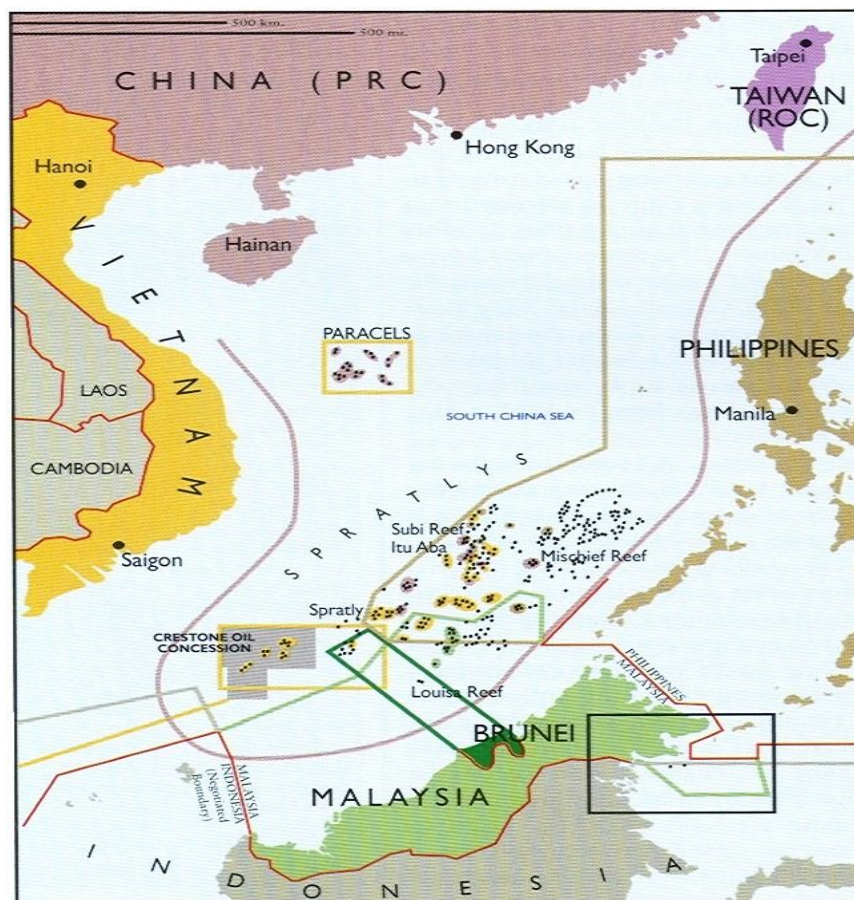 500 km.
500 mi.
CHINA (PRC)
Taipei
TAIWAN
(ROC)
Hong Kong
Hanoi
VIETNAM
Hainan
PARACELS
PHILIPPINES
LAOS
Manila
SOUTH CHINA SEA
CAMBODIA
SPRATLYS
Subi Reef
Itu Aba
Mischief Reef
Saigon
Spratly
CRESTONE OIL
CONCESSION
PHILIPPINES
MALAYSIA
Louisa Reef
BRUNEI
MALAYSIA
INDONESIA
(Negotiated
Boundary)
MALAYSIA
INDONESIA